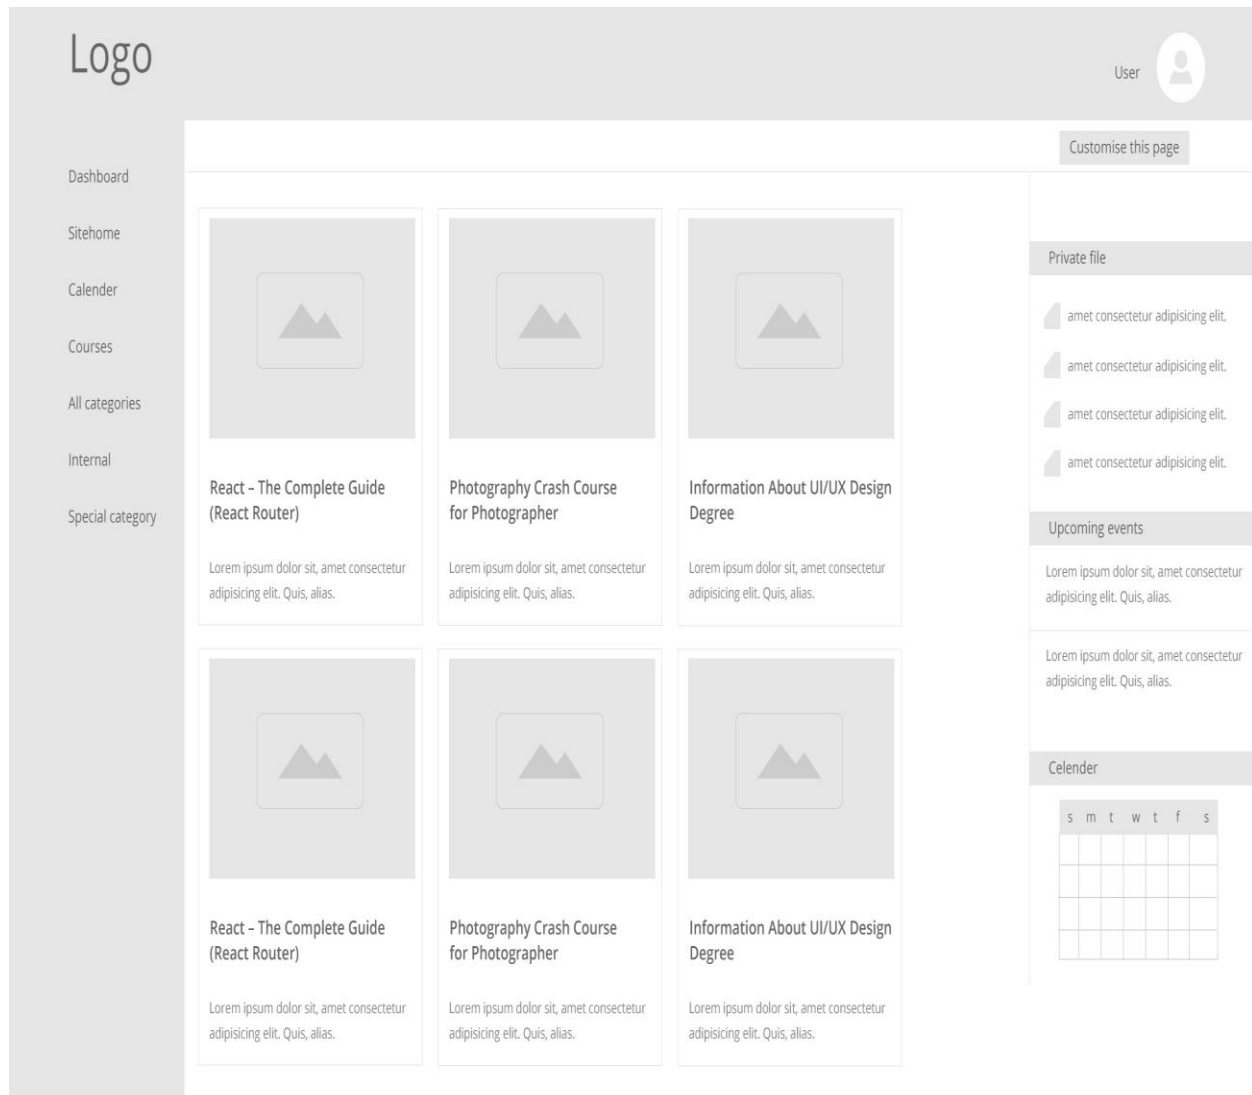 Logo
User
Customise this page
Dashboard
Sitehome
Calender
Courses
All categories
Internal
Special category
React – The Complete Guide
(React Router)
Lorem ipsum dolor sit, amet consectetur
adipisicing elit. Quis, alias.
Photography Crash Course
for Photographer
Lorem ipsum dolor sit, amet consectetur
adipisicing elit. Quis, alias.
Information About UI/UX Design
Degree
Lorem ipsum dolor sit, amet consectetur
adipisicing elit. Quis, alias.
React – The Complete Guide
(React Router)
Lorem ipsum dolor sit, amet consectetur
adipisicing elit. Quis, alias.
Photography Crash Course
for Photographer
Lorem ipsum dolor sit, amet consectetur
adipisicing elit. Quis, alias.
Information About UI/UX Design
Degree
Lorem ipsum dolor sit, amet consectetur
adipisicing elit. Quis, alias.
Private file
amet consectetur adipisicing elit.
amet consectetur adipisicing elit.
amet consectetur adipisicing elit.
amet consectetur adipisicing elit.
Upcoming events
Lorem ipsum dolor sit, amet consectetur
adipisicing elit. Quis, alias.
Lorem ipsum dolor sit, amet consectetur
adipisicing elit. Quis, alias.
Celender
s m t w t f s